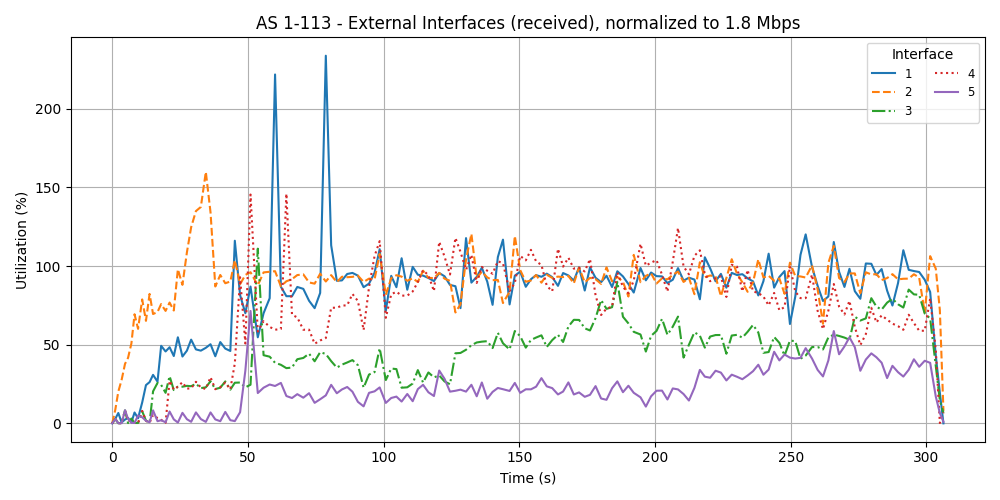 AS 1-113 - External Interfaces (received), normalized to 1.8 Mbps
Interface
1
2
3
4
5
Utilization (%)
200
150
100
50
0
0 50 100 150 200 250 300
Time (s)